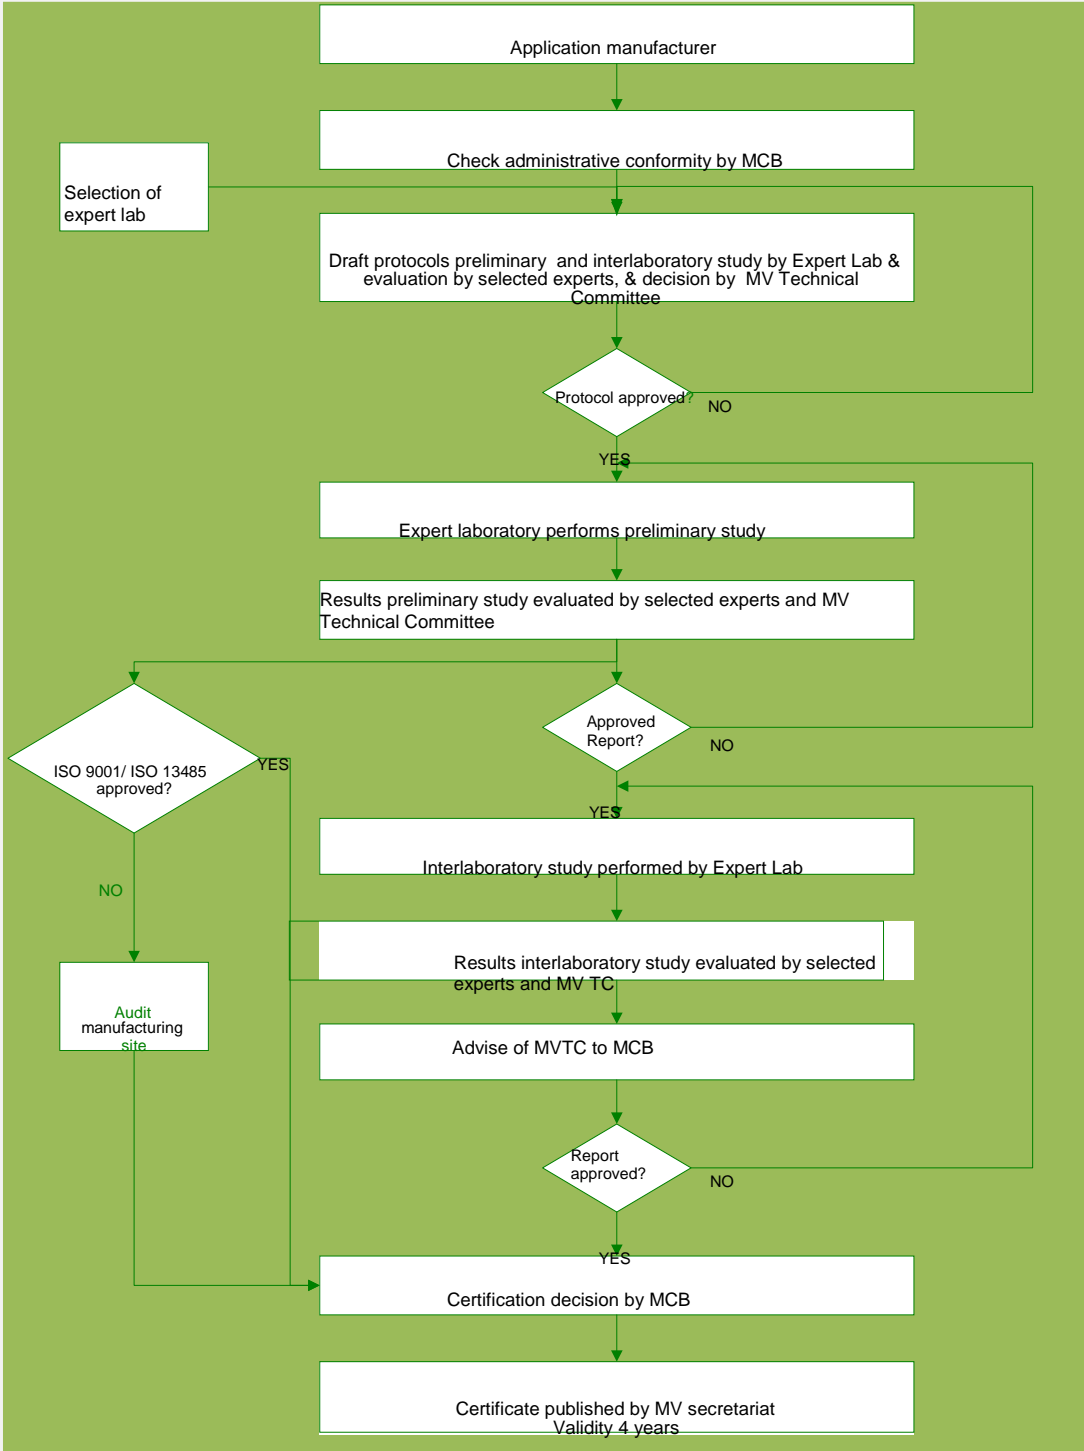 Application manufacturer
Check administrative conformity by MCB
Selection of
expert lab
Draft protocols preliminary  and interlaboratory study by Expert Lab &
evaluation by selected experts, & decision by  MV Technical
Committee
Protocol approved?
NO
YES
Expert laboratory performs preliminary study
Results preliminary study evaluated by selected experts and MV
Technical Committee
Approved
Report?
NO
ISO 9001/ ISO 13485
approved?
YES
YES
Interlaboratory study performed by Expert Lab
NO
Results interlaboratory study evaluated by selected
experts and MV TC
Audit
manufacturing
site
Advise of MVTC to MCB
Report
approved?
NO
YES
Certification decision by MCB
Certificate published by MV secretariat
Validity 4 years